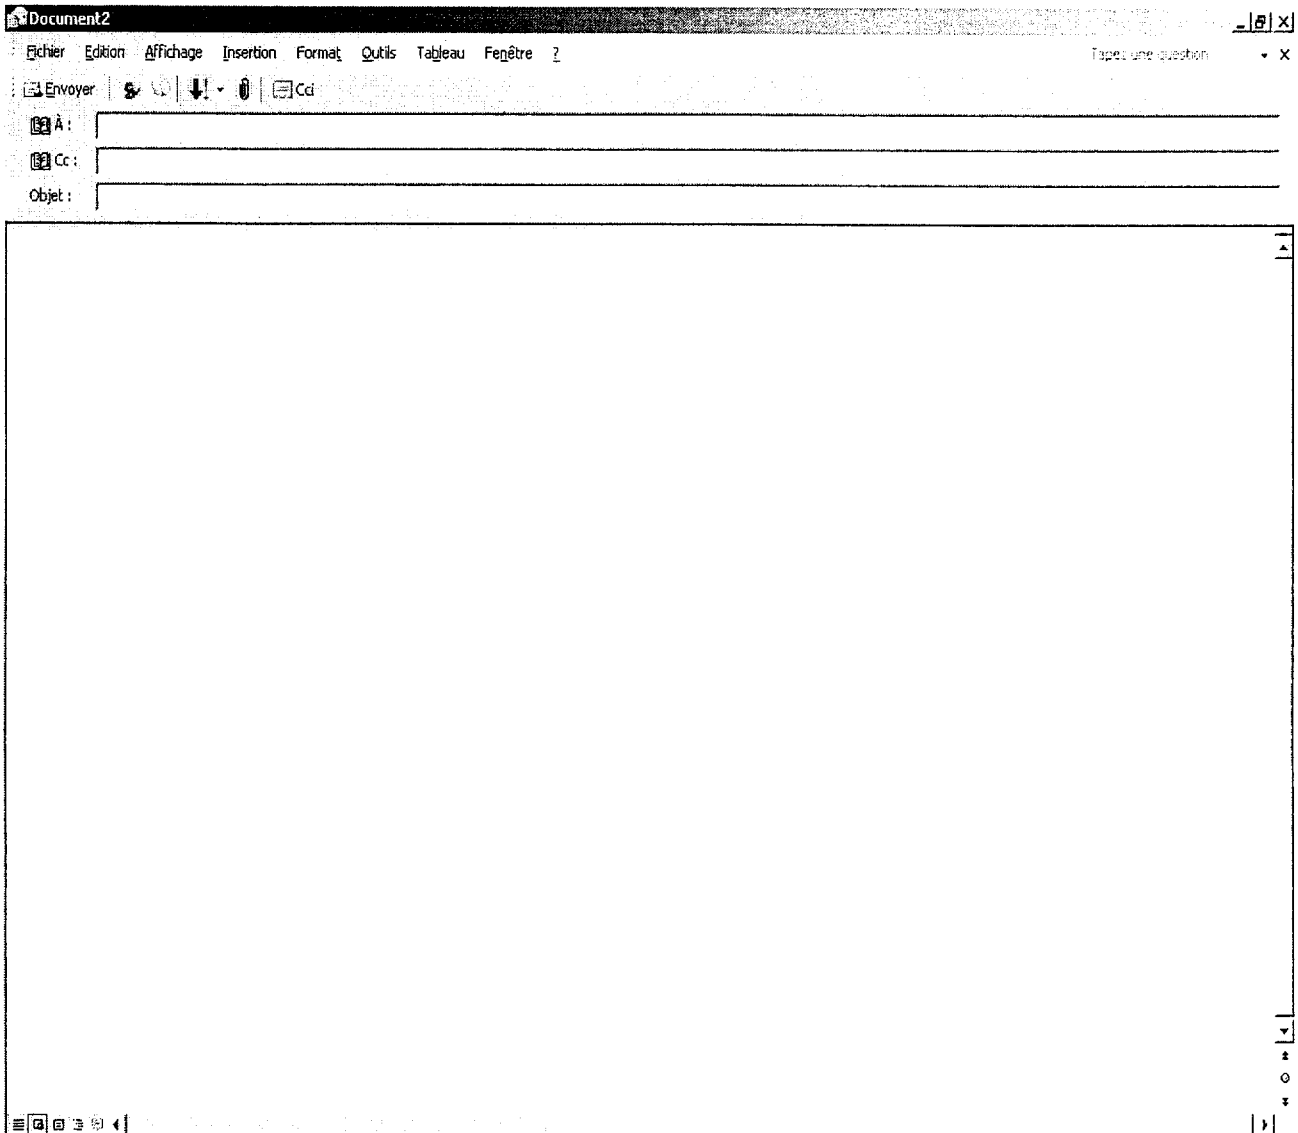 Document2
Fichier Edition Affichage Insertion Format Outils Tableau Fenêtre ? Tapez une question
Envoyer Cci
À :
Cc :
Objet :